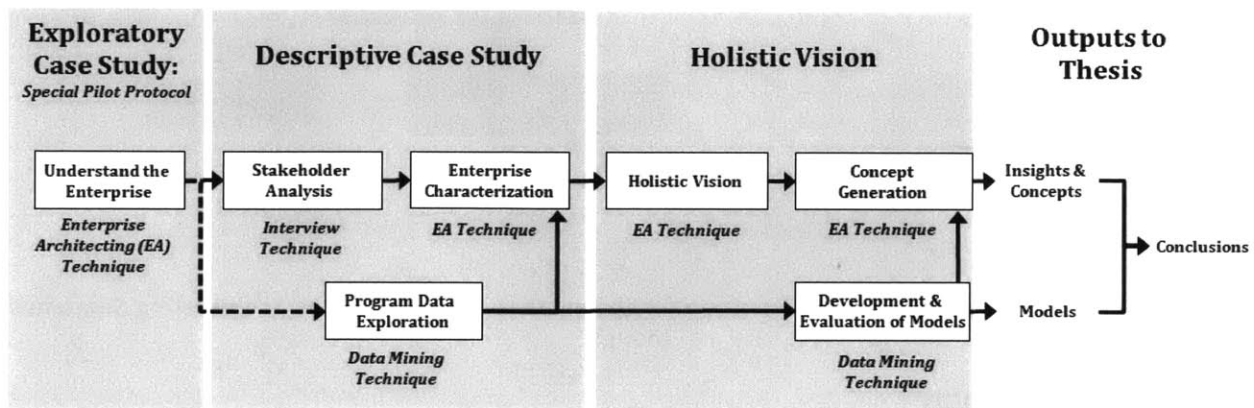 Exploratory
Case Study:
Special Pilot Protocol
Descriptive Case Study
Holistic Vision
Outputs to
Thesis
Understand the
Enterprise
Enterprise
Architecting (EA)
Technique
Stakeholder
Analysis
Interview
Technique
Enterprise
Characterization
EA Technique
Holistic Vision
EA Technique
Concept
Generation
EA Technique
Insights &
Concepts
Conclusions
Program Data
Exploration
Data Mining
Technique
Development &
Evaluation of Models
Data Mining
Technique
Models